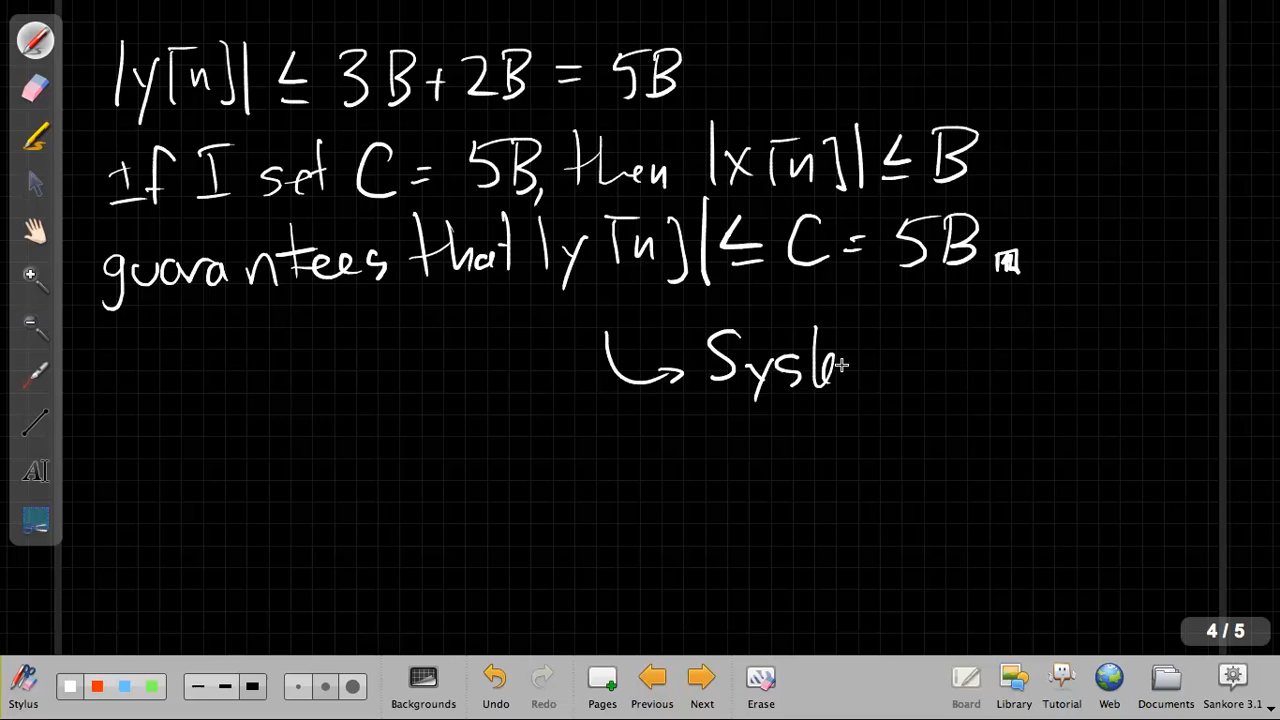 |y[n]| ≤ 3B + 2B = 5B
If I set C = 5B, then |x[n]| ≤ B
guarantees that |y[n]| ≤ C = 5B
↳ Syste
4 / 5
Stylus
Backgrounds
Undo
Redo
Pages
Previous
Next
Erase
Board
Library
Tutorial
Web
Documents
Sankore 3.1